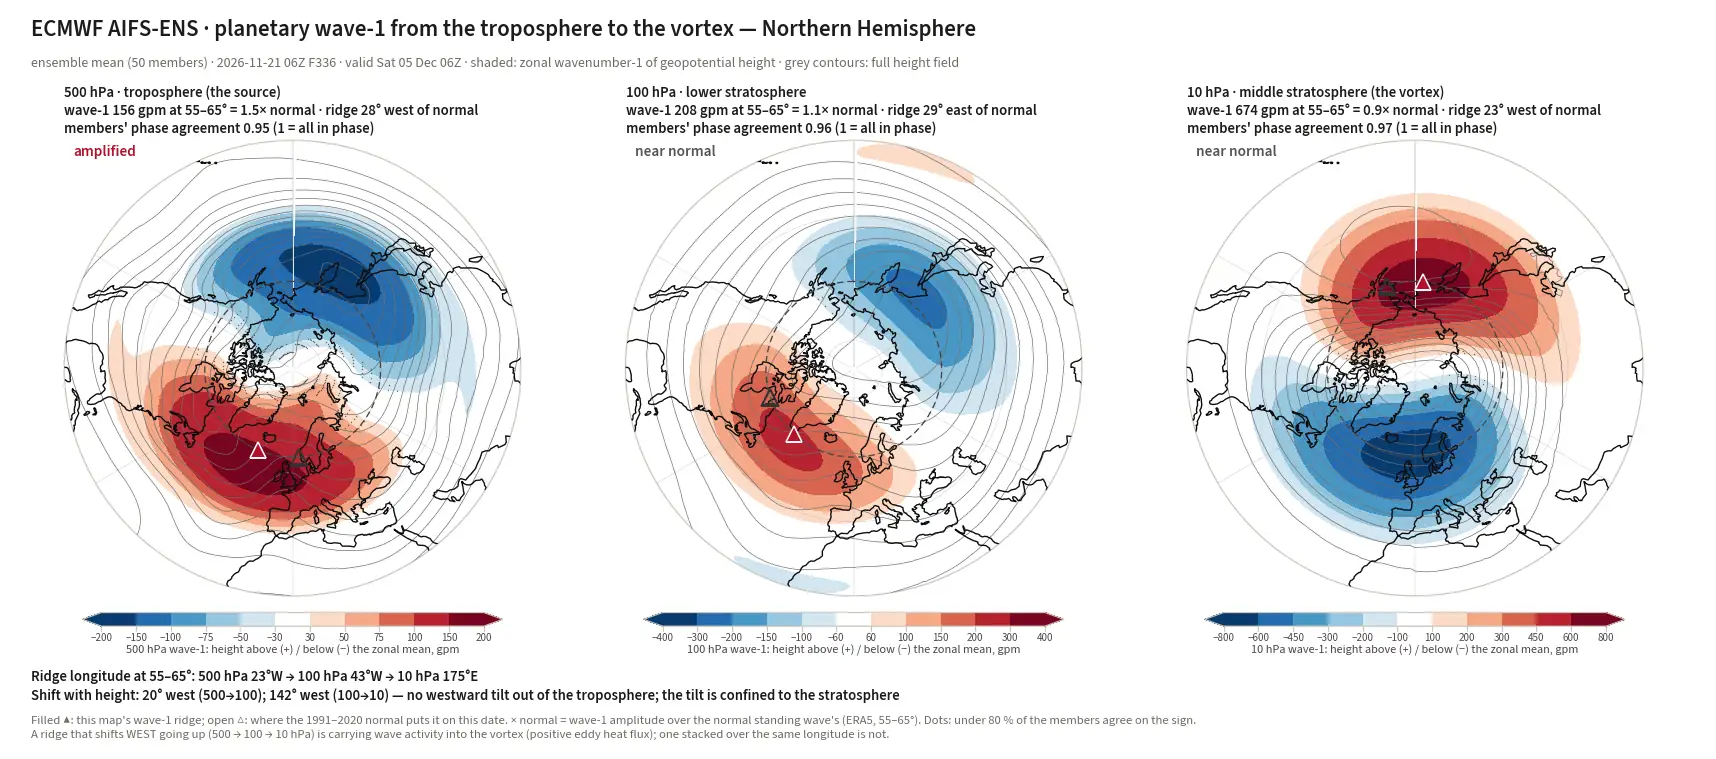 ECMWF AIFS-ENS · planetary wave-1 from the troposphere to the vortex — Northern Hemisphere
ensemble mean (50 members) · 2026-11-21 06Z F336 · valid Sat 05 Dec 06Z · shaded: zonal wavenumber-1 of geopotential height · grey contours: full height field
500 hPa · troposphere (the source)
wave-1 156 gpm at 55–65° = 1.5× normal · ridge 28° west of normal
members' phase agreement 0.95 (1 = all in phase)
amplified
100 hPa · lower stratosphere
wave-1 208 gpm at 55–65° = 1.1× normal · ridge 29° east of normal
members' phase agreement 0.96 (1 = all in phase)
near normal
10 hPa · middle stratosphere (the vortex)
wave-1 674 gpm at 55–65° = 0.9× normal · ridge 23° west of normal
members' phase agreement 0.97 (1 = all in phase)
near normal
−200 −150 −100 −75 −50 −30 30 50 75 100 150 200
500 hPa wave-1: height above (+) / below (−) the zonal mean, gpm
−400 −300 −200 −150 −100 −60 60 100 150 200 300 400
100 hPa wave-1: height above (+) / below (−) the zonal mean, gpm
−800 −600 −450 −300 −200 −100 100 200 300 450 600 800
10 hPa wave-1: height above (+) / below (−) the zonal mean, gpm
Ridge longitude at 55–65°: 500 hPa 23°W → 100 hPa 43°W → 10 hPa 175°E
Shift with height: 20° west (500→100); 142° west (100→10) — no westward tilt out of the troposphere; the tilt is confined to the stratosphere
Filled ▲: this map's wave-1 ridge; open △: where the 1991–2020 normal puts it on this date. × normal = wave-1 amplitude over the normal standing wave's (ERA5, 55–65°). Dots: under 80 % of the members agree on the sign.
A ridge that shifts WEST going up (500 → 100 → 10 hPa) is carrying wave activity into the vortex (positive eddy heat flux); one stacked over the same longitude is not.